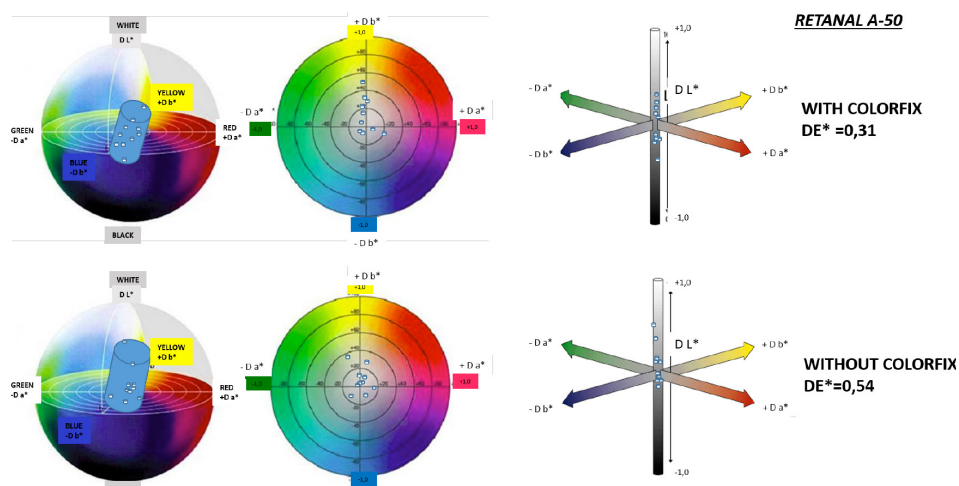 RETANAL A-50
WHITE
D L*
YELLOW
+D b*
GREEN
-D a*
RED
+D a*
BLUE
-D b*
BLACK
+ D b*
+1,0
- D a*
-1,0
+ D a*
+1,0
-1,0
- D b*
+1,0
D L*
- D a*
+ D b*
- D b*
+ D a*
-1,0
WITH COLORFIX
DE* =0,31
WHITE
D L*
YELLOW
+D b*
GREEN
-D a*
RED
+D a*
BLUE
-D b*
+ D b*
+1,0
- D a*
-1,0
+ D a*
+1,0
-1,0
+1,0
D L*
- D a*
+ D b*
- D b*
+ D a*
-1,0
WITHOUT COLORFIX
DE*=0,54